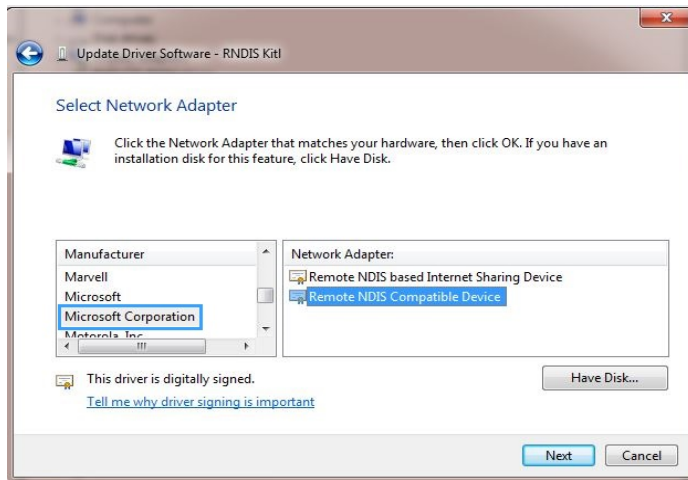 Update Driver Software - RNDIS Kitl
Select Network Adapter
Click the Network Adapter that matches your hardware, then click OK. If you have an
installation disk for this feature, click Have Disk.
Manufacturer
Marvell
Microsoft
Microsoft Corporation
Motorola, Inc.
Network Adapter:
Remote NDIS based Internet Sharing Device
Remote NDIS Compatible Device
This driver is digitally signed.
Tell me why driver signing is important
Have Disk...
Next
Cancel